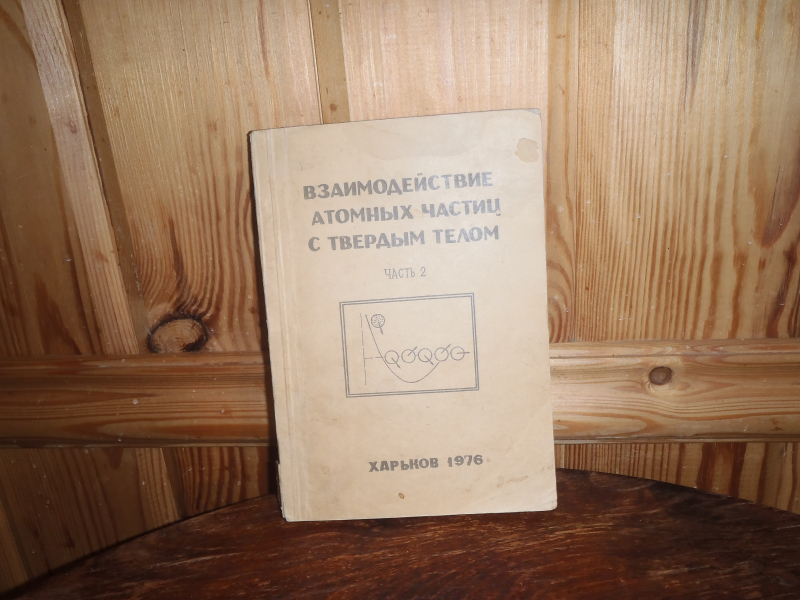 ВЗАИМОДЕЙСТВИЕ
АТОМНЫХ ЧАСТИЦ
С ТВЕРДЫМ ТЕЛОМ
ЧАСТЬ 2
ХАРЬКОВ 1976